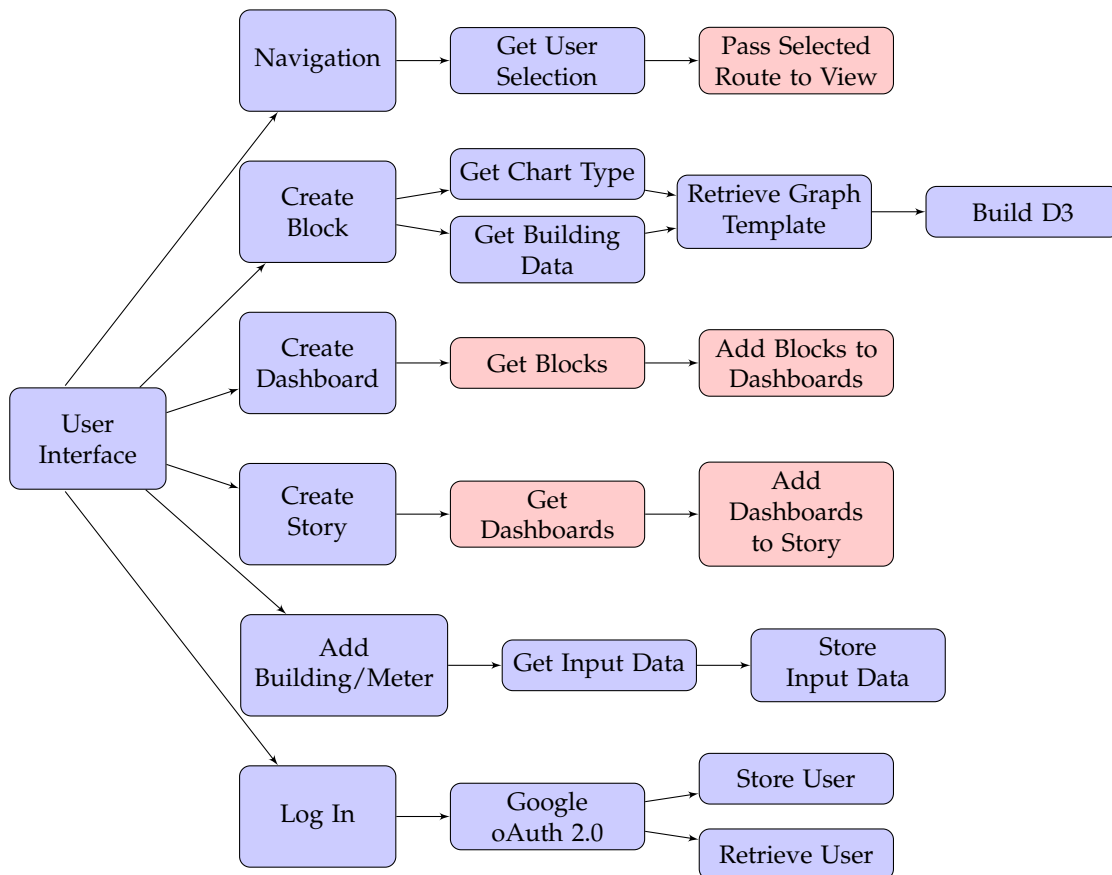 Navigation
Get User
Selection
Pass Selected
Route to View
Create
Block
Get Chart Type
Get Building
Data
Retrieve Graph
Template
Build D3
Create
Dashboard
Get Blocks
Add Blocks to
Dashboards
User
Interface
Create
Story
Get
Dashboards
Add
Dashboards
to Story
Add
Building/Meter
Get Input Data
Store
Input Data
Log In
Google
oAuth 2.0
Store User
Retrieve User